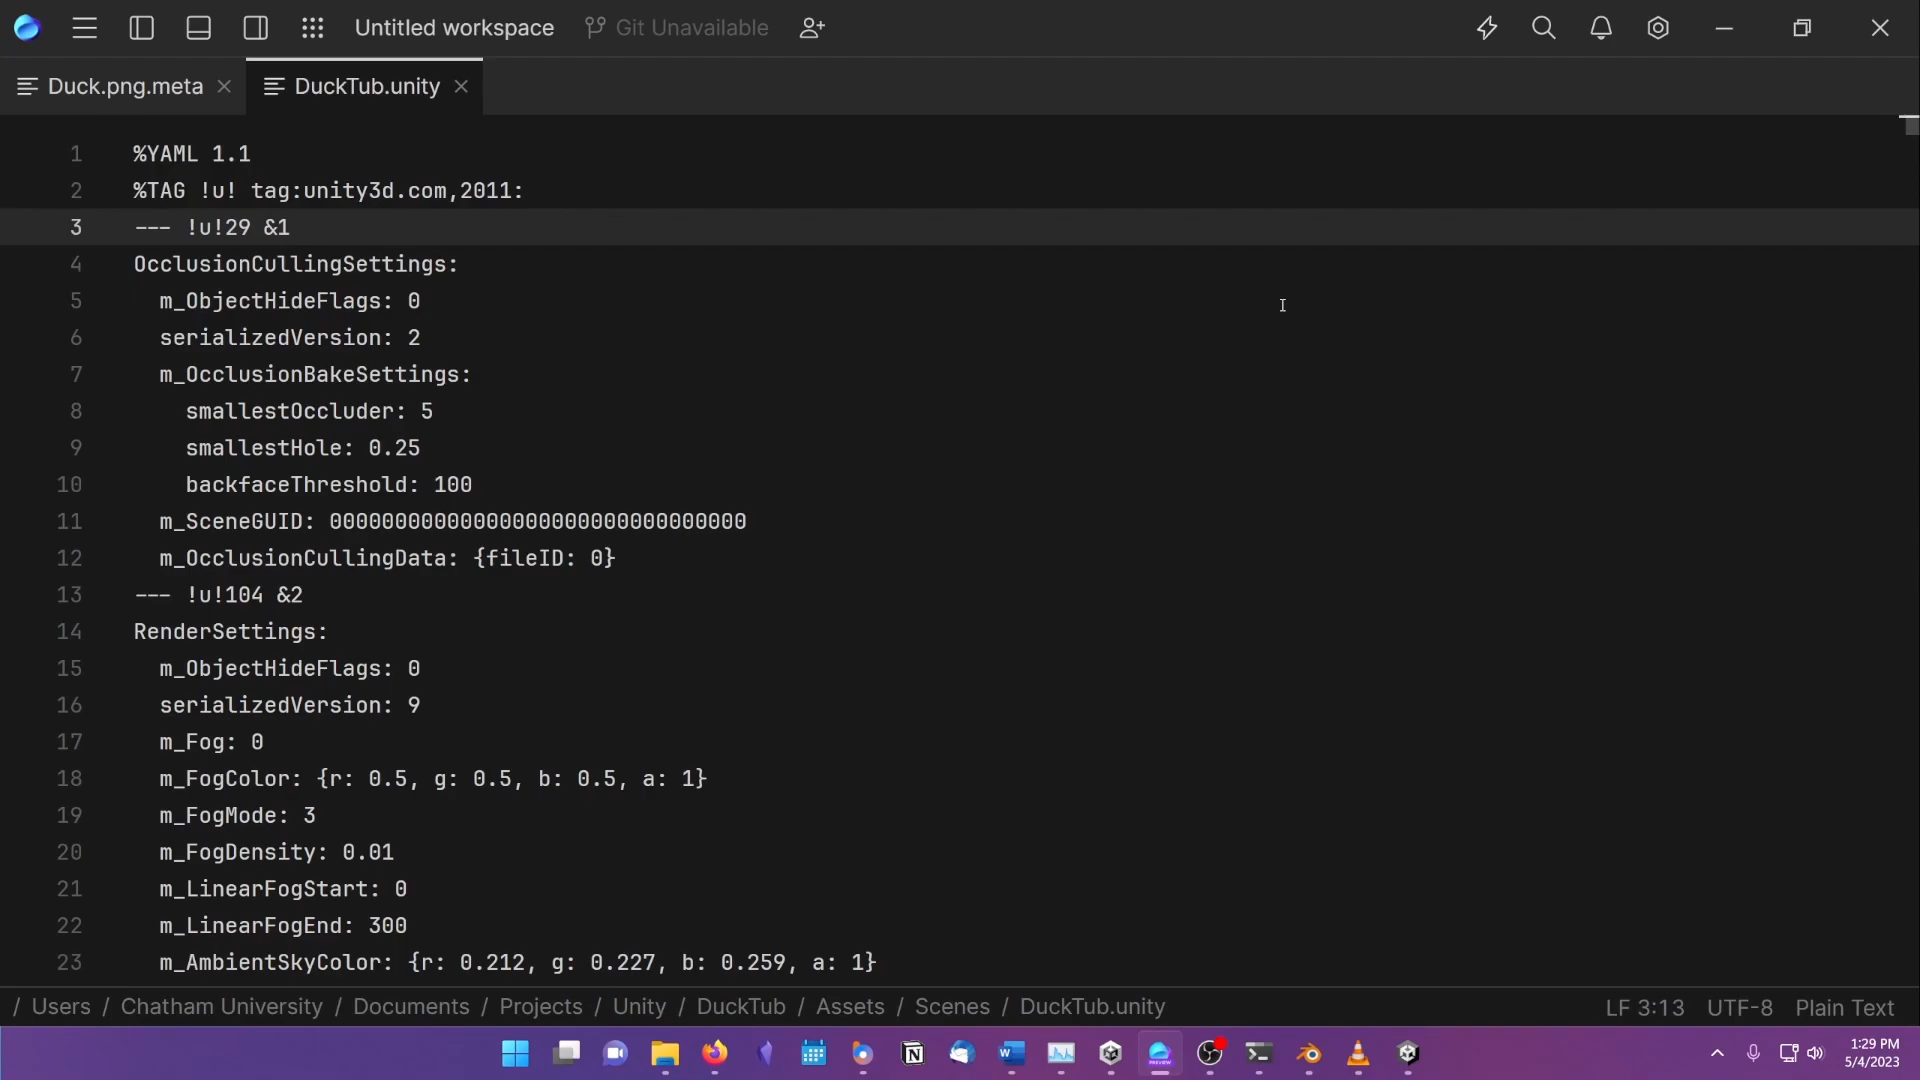 Untitled workspace Git Unavailable
Duck.png.meta DuckTub.unity
1 %YAML 1.1
2 %TAG !u! tag:unity3d.com,2011:
3 --- !u!29 &1
4 OcclusionCullingSettings:
5 m_ObjectHideFlags: 0
6 serializedVersion: 2
7 m_OcclusionBakeSettings:
8 smallestOccluder: 5
9 smallestHole: 0.25
10 backfaceThreshold: 100
11 m_SceneGUID: 00000000000000000000000000000000
12 m_OcclusionCullingData: {fileID: 0}
13 --- !u!104 &2
14 RenderSettings:
15 m_ObjectHideFlags: 0
16 serializedVersion: 9
17 m_Fog: 0
18 m_FogColor: {r: 0.5, g: 0.5, b: 0.5, a: 1}
19 m_FogMode: 3
20 m_FogDensity: 0.01
21 m_LinearFogStart: 0
22 m_LinearFogEnd: 300
23 m_AmbientSkyColor: {r: 0.212, g: 0.227, b: 0.259, a: 1}
/ Users / Chatham University / Documents / Projects / Unity / DuckTub / Assets / Scenes / DuckTub.unity LF 3:13 UTF-8 Plain Text
1:29 PM
5/4/2023